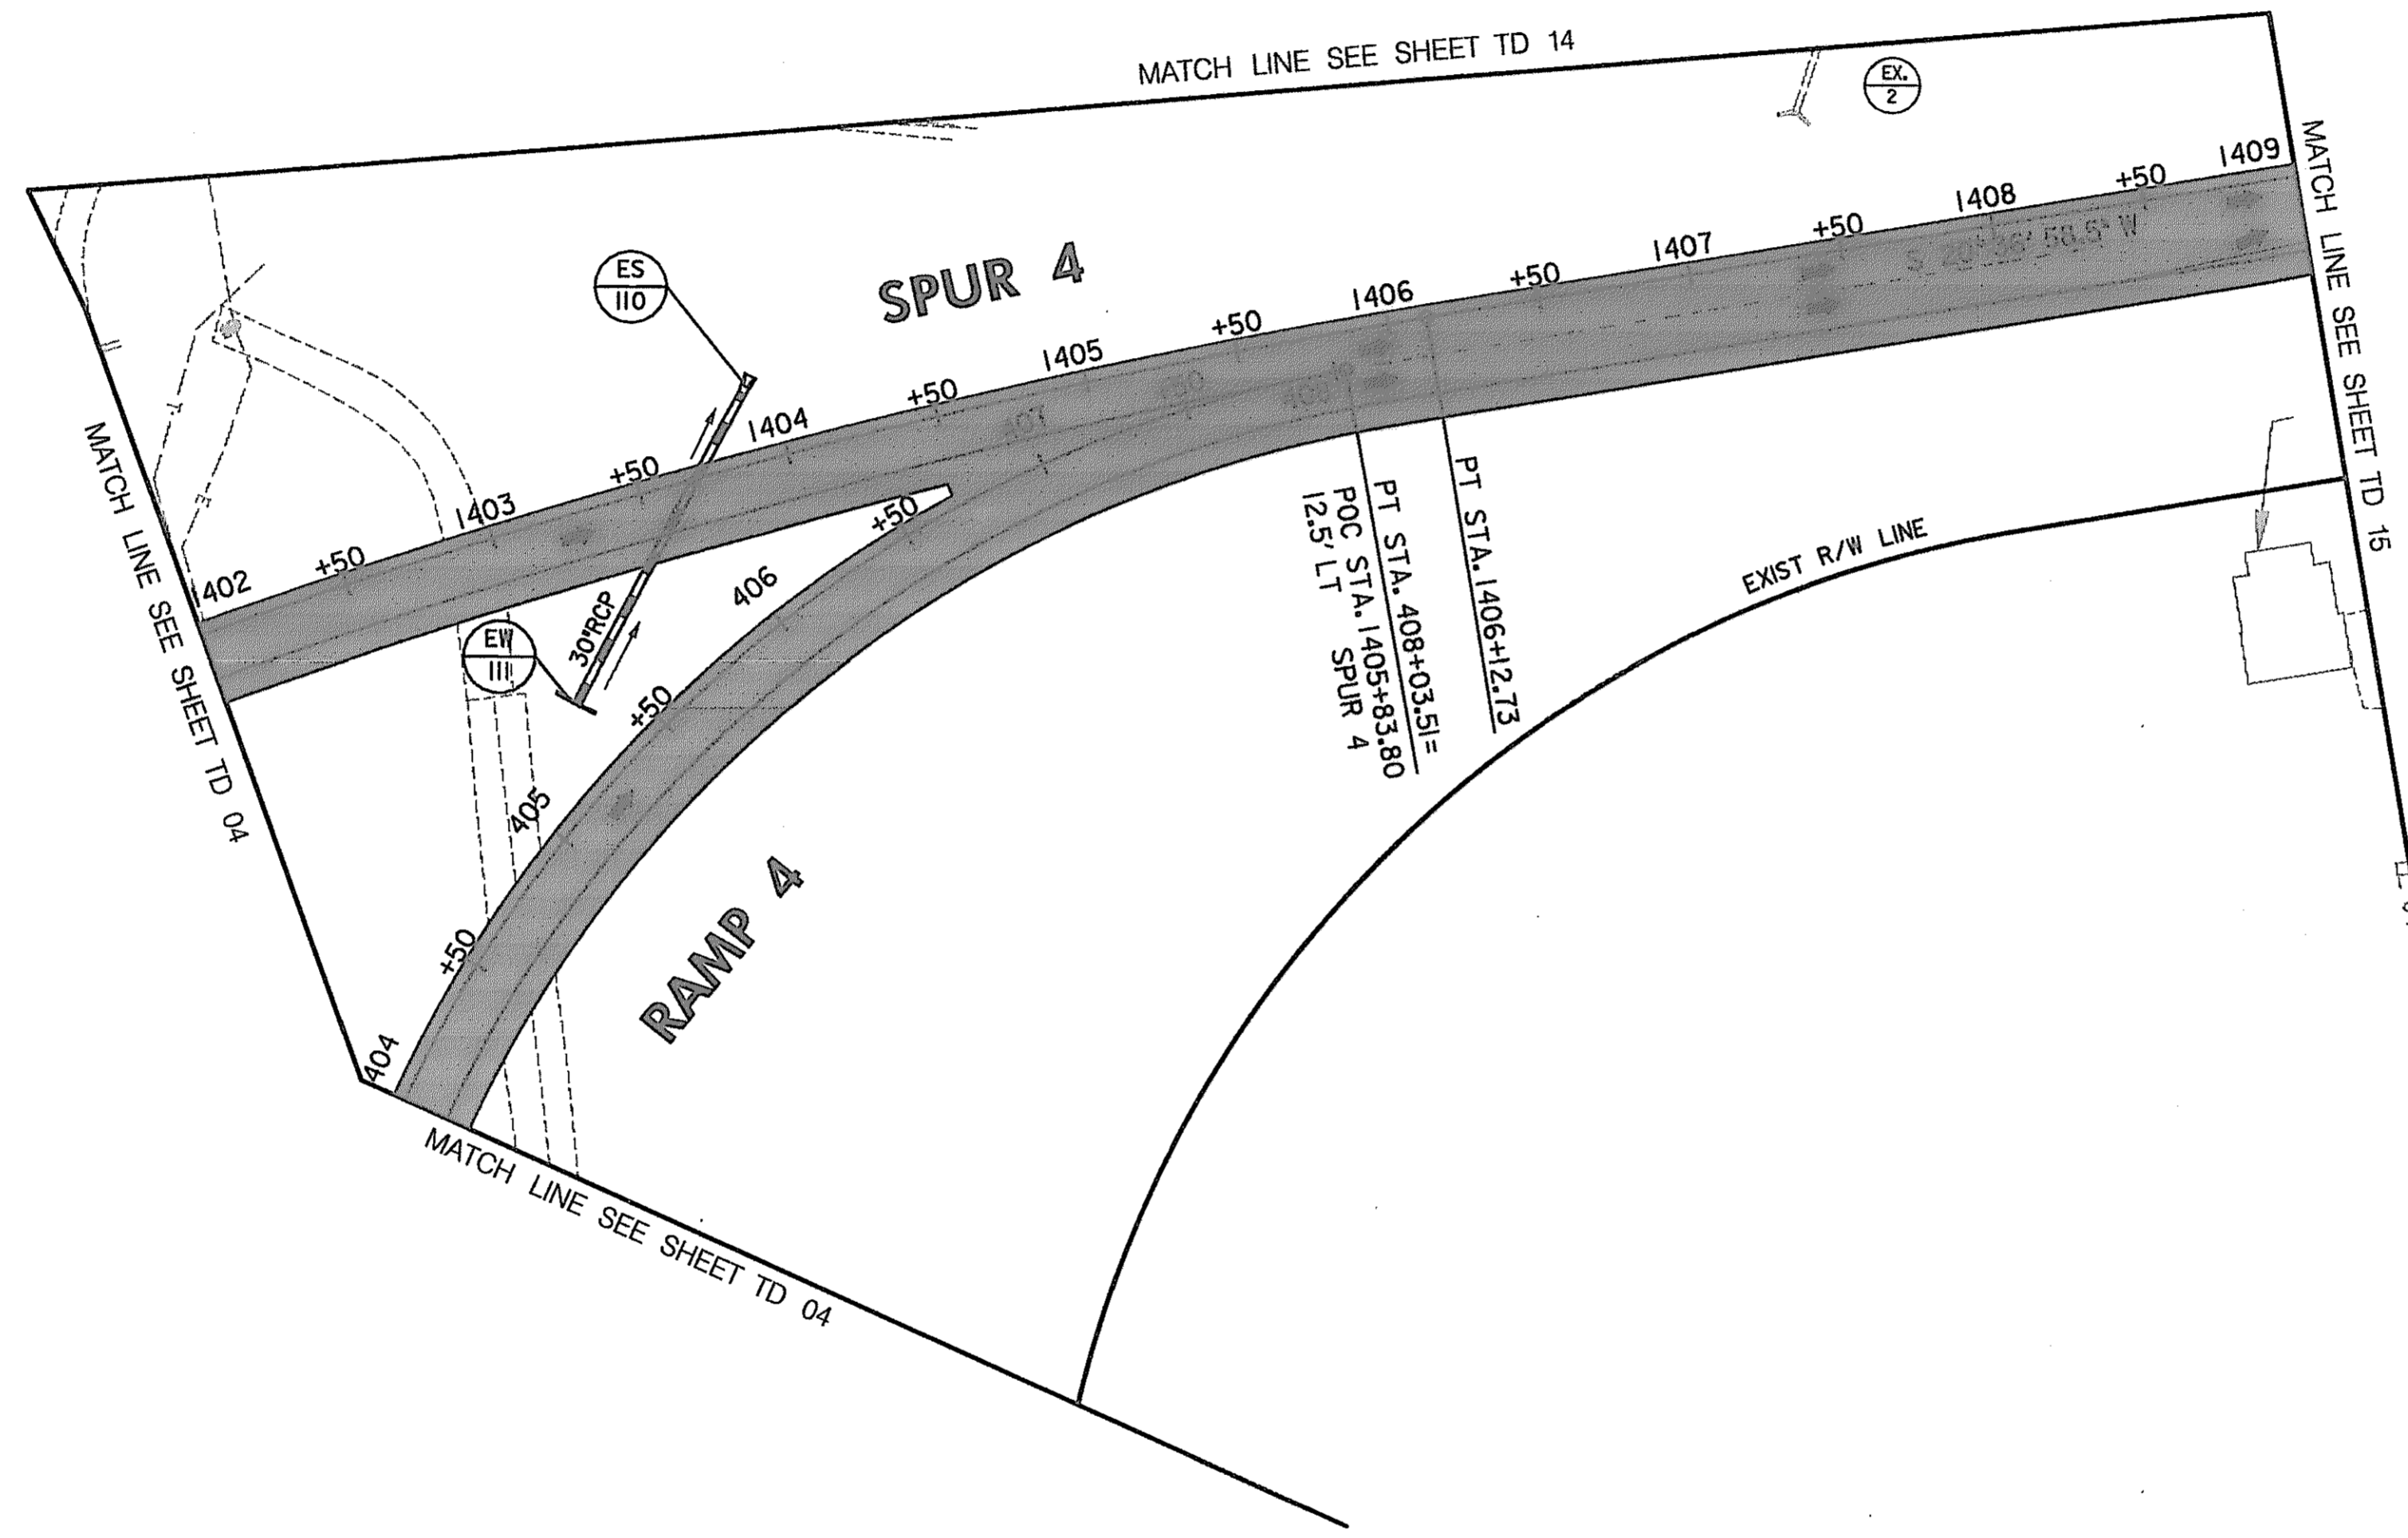 MATCH LINE SEE SHEET TD 14
EX.
2
MATCH LINE SEE SHEET TD 15
1409
+50
1408
+50
1407
+50
1406
+50
1405
+50
1404
+50
1403
+50
1402
SPUR 4
ES
110
EW
111
30"RCP
MATCH LINE SEE SHEET TD 04
407
408
+50
406
+50
405
+50
404
RAMP 4
PT STA. 1406+12.73
PT STA. 408+03.51=
POC STA. 1405+83.80
12.5' LT SPUR 4
EXIST R/W LINE
T
E
MATCH LINE SEE SHEET TD 04